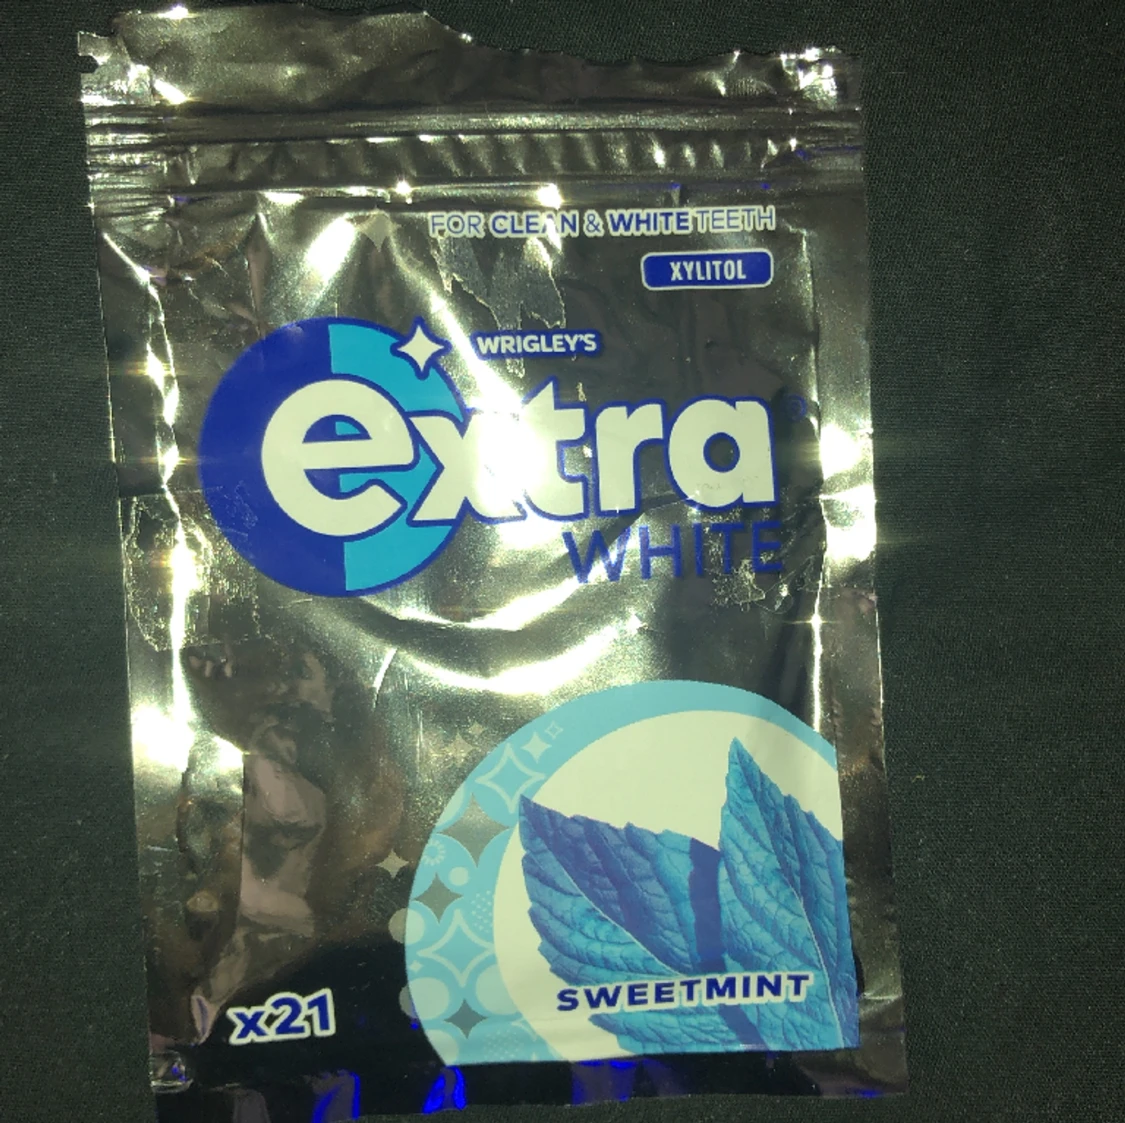 FOR CLEAN & WHITE TEETH
XYLITOL
WRIGLEY'S
extra®
WHITE
SWEETMINT
x21